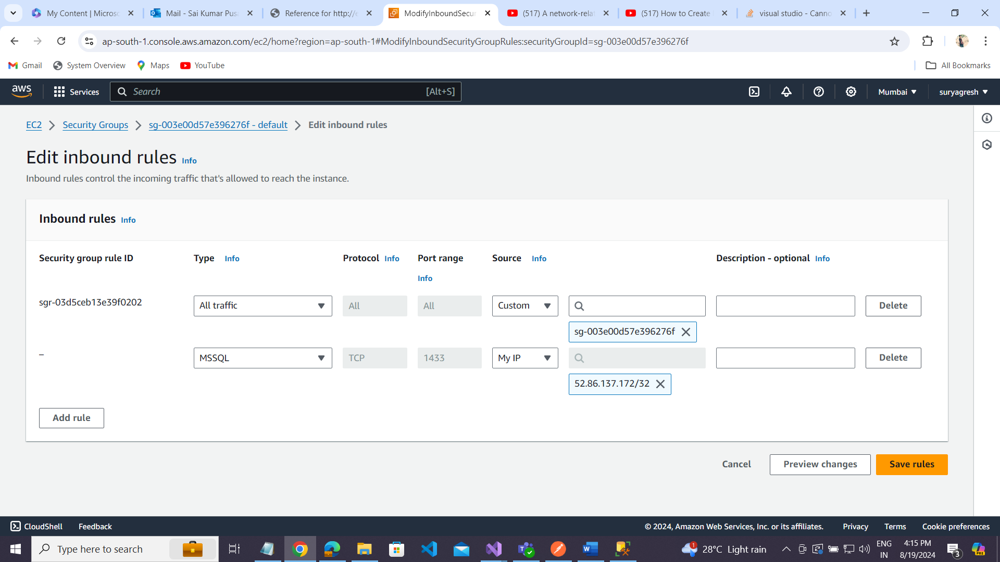 My Content | Microsc
Mail - Sai Kumar Pusa
Reference for http://e
ModifyInboundSecur
(517) A network-relat
(517) How to Create
visual studio - Canno
ap-south-1.console.aws.amazon.com/ec2/home?region=ap-south-1#ModifyInboundSecurityGroupRules:securityGroupId=sg-003e00d57e396276f
Gmail System Overview Maps YouTube All Bookmarks
aws Services Search [Alt+S] Mumbai suryagresh
EC2 Security Groups sg-003e00d57e396276f - default Edit inbound rules
Edit inbound rules Info
Inbound rules control the incoming traffic that's allowed to reach the instance.
Inbound rules Info
Security group rule ID Type Info Protocol Info Port range Source Info Description - optional Info
Info
sgr-03d5ceb13e39f0202 All traffic All All Custom Delete
sg-003e00d57e396276f
– MSSQL TCP 1433 My IP Delete
52.86.137.172/32
Add rule
Cancel Preview changes Save rules
CloudShell Feedback © 2024, Amazon Web Services, Inc. or its affiliates. Privacy Terms Cookie preferences
Type here to search 1 28°C Light rain ENG 4:15 PM
IN 8/19/2024 3 PRE